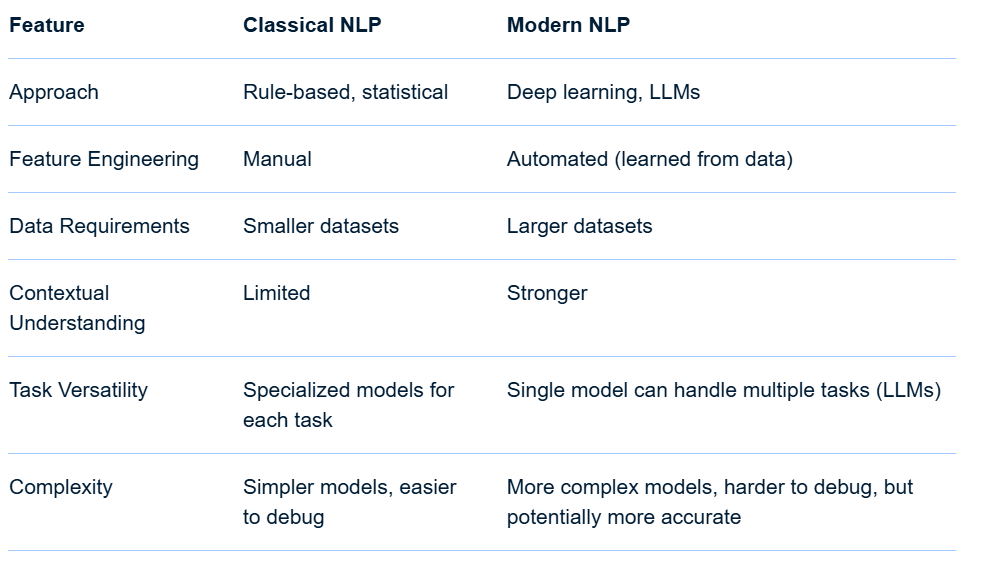 Feature Classical NLP Modern NLP
Approach Rule-based, statistical Deep learning, LLMs
Feature Engineering Manual Automated (learned from data)
Data Requirements Smaller datasets Larger datasets
Contextual Limited Stronger
Understanding
Task Versatility Specialized models for Single model can handle multiple tasks (LLMs)
each task
Complexity Simpler models, easier More complex models, harder to debug, but
to debug potentially more accurate